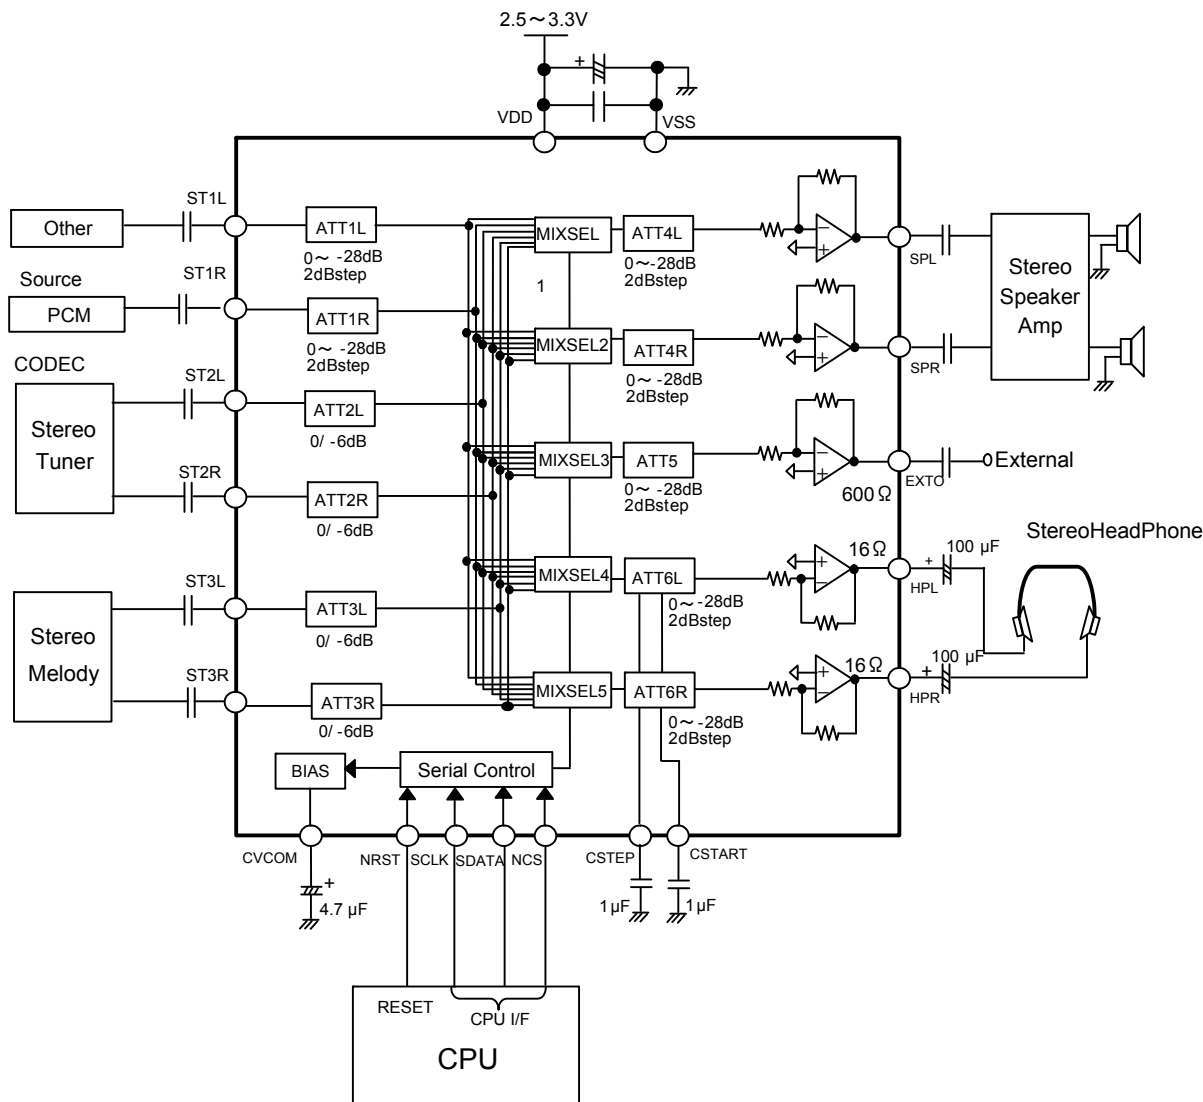 2.5～3.3V
VDD
VSS
ST1L
Other
ATT1L
0～ -28dB
2dBstep
MIXSEL
1
ATT4L
0～ -28dB
2dBstep
SPL
Stereo
Speaker
Amp
Source
ST1R
PCM
ATT1R
0～ -28dB
2dBstep
MIXSEL2
ATT4R
0～ -28dB
2dBstep
SPR
CODEC
ST2L
Stereo
Tuner
ATT2L
0/ -6dB
ST2R
ATT2R
0/ -6dB
MIXSEL3
ATT5
0～ -28dB
2dBstep
600Ω
EXTO
External
StereoHeadPhone
ST3L
Stereo
Melody
ATT3L
0/ -6dB
MIXSEL4
ATT6L
0～ -28dB
2dBstep
16Ω
+
100 µF
HPL
ST3R
ATT3R
0/ -6dB
MIXSEL5
ATT6R
0～ -28dB
2dBstep
16Ω
+
100 µF
HPR
BIAS
Serial Control
CVCOM
NRST
SCLK
SDATA
NCS
CSTEP
CSTART
+
4.7 µF
1µF
1µF
RESET
CPU I/F
CPU